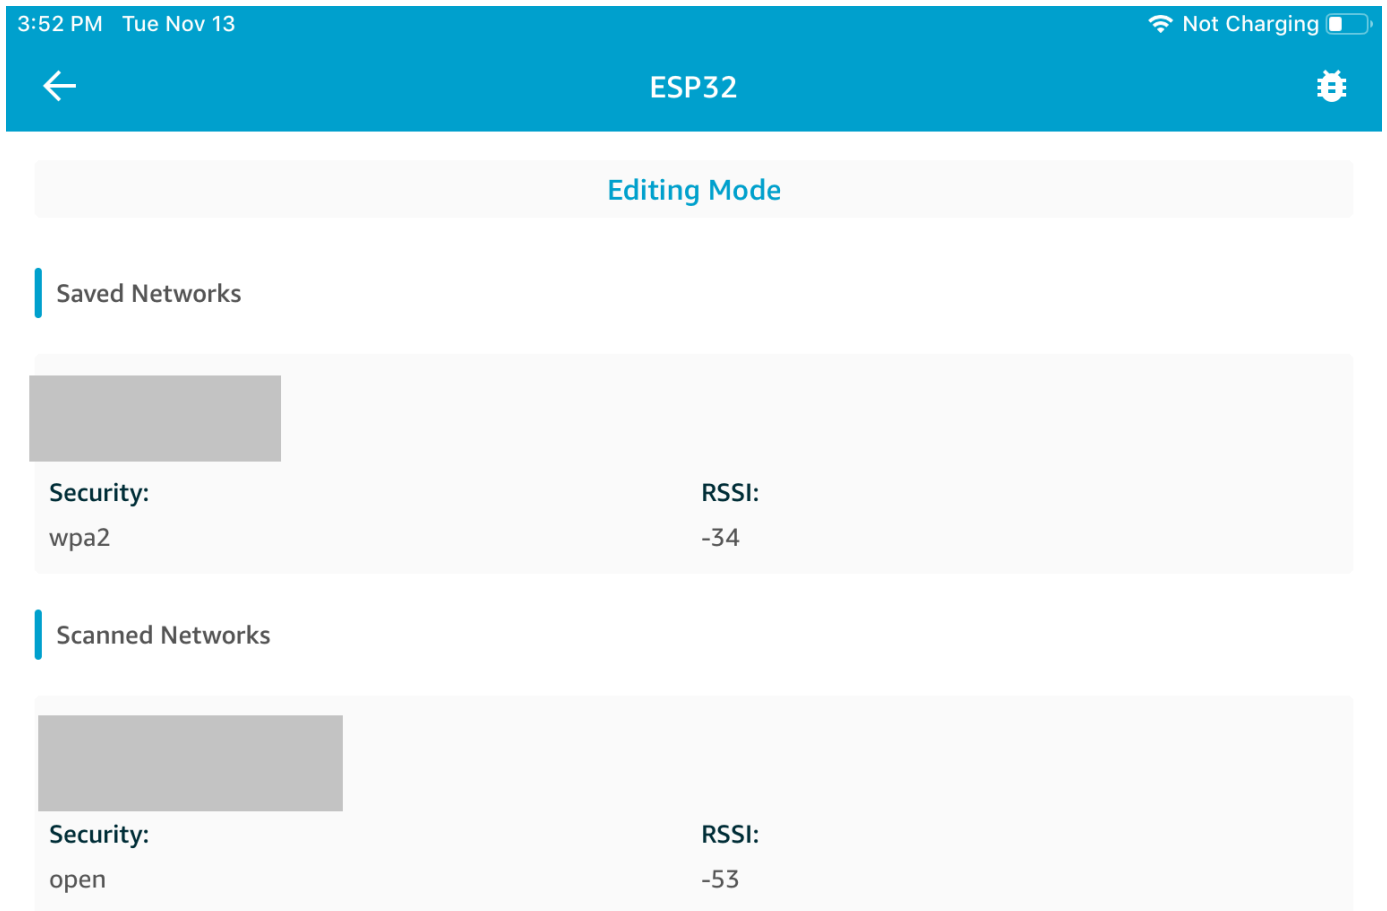 3:52 PM Tue Nov 13 Not Charging
ESP32
Editing Mode
Saved Networks
Security: RSSI:
wpa2 -34
Scanned Networks
Security: RSSI:
open -53